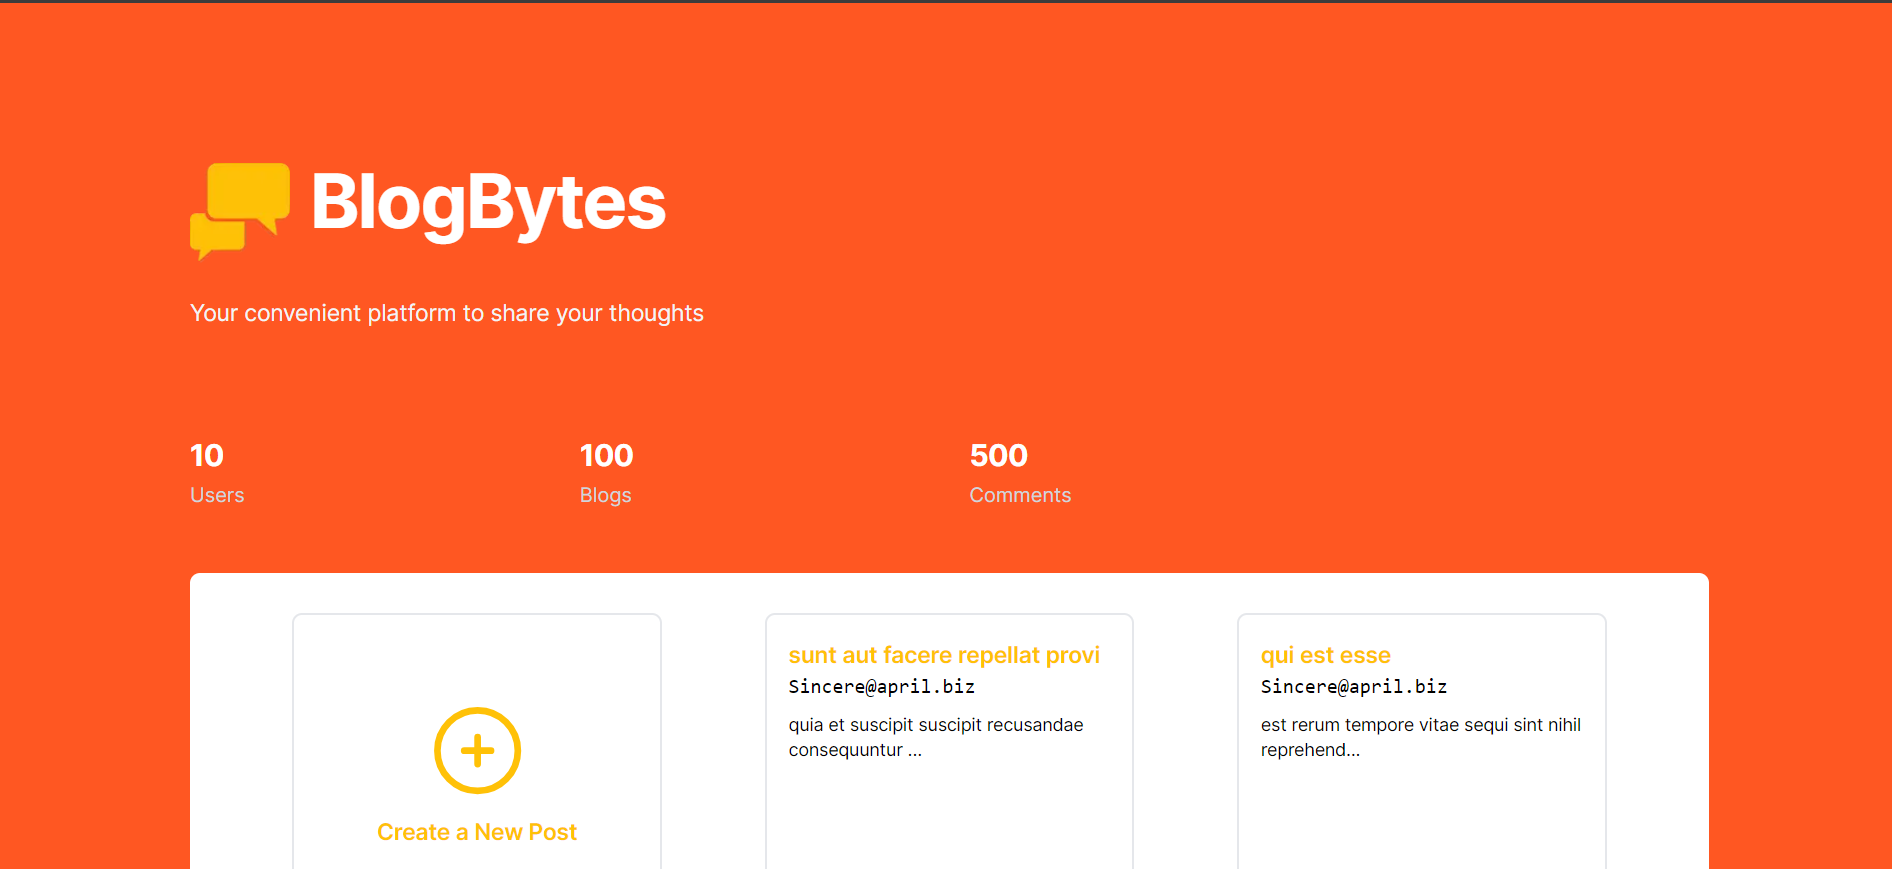 BlogBytes
Your convenient platform to share your thoughts
10
Users
100
Blogs
500
Comments
Create a New Post
sunt aut facere repellat provi
Sincere@april.biz
quia et suscipit suscipit recusandae
consequuntur ...
qui est esse
Sincere@april.biz
est rerum tempore vitae sequi sint nihil
reprehend...